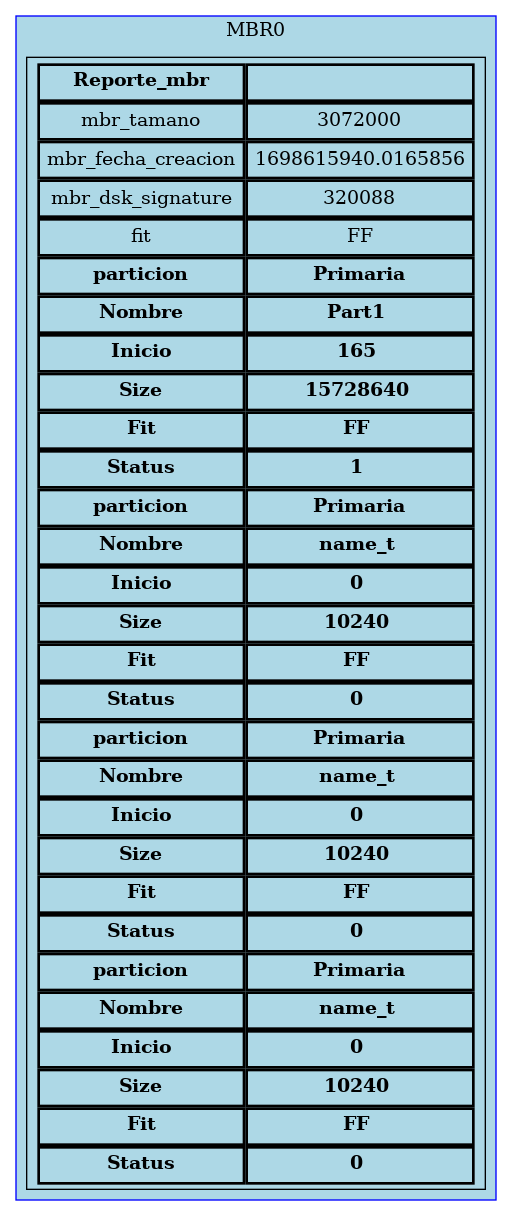 MBR0
Reporte_mbr
mbr_tamano 3072000
mbr_fecha_creacion 1698615940.0165856
mbr_dsk_signature 320088
fit FF
particion Primaria
Nombre Part1
Inicio 165
Size 15728640
Fit FF
Status 1
particion Primaria
Nombre name_t
Inicio 0
Size 10240
Fit FF
Status 0
particion Primaria
Nombre name_t
Inicio 0
Size 10240
Fit FF
Status 0
particion Primaria
Nombre name_t
Inicio 0
Size 10240
Fit FF
Status 0